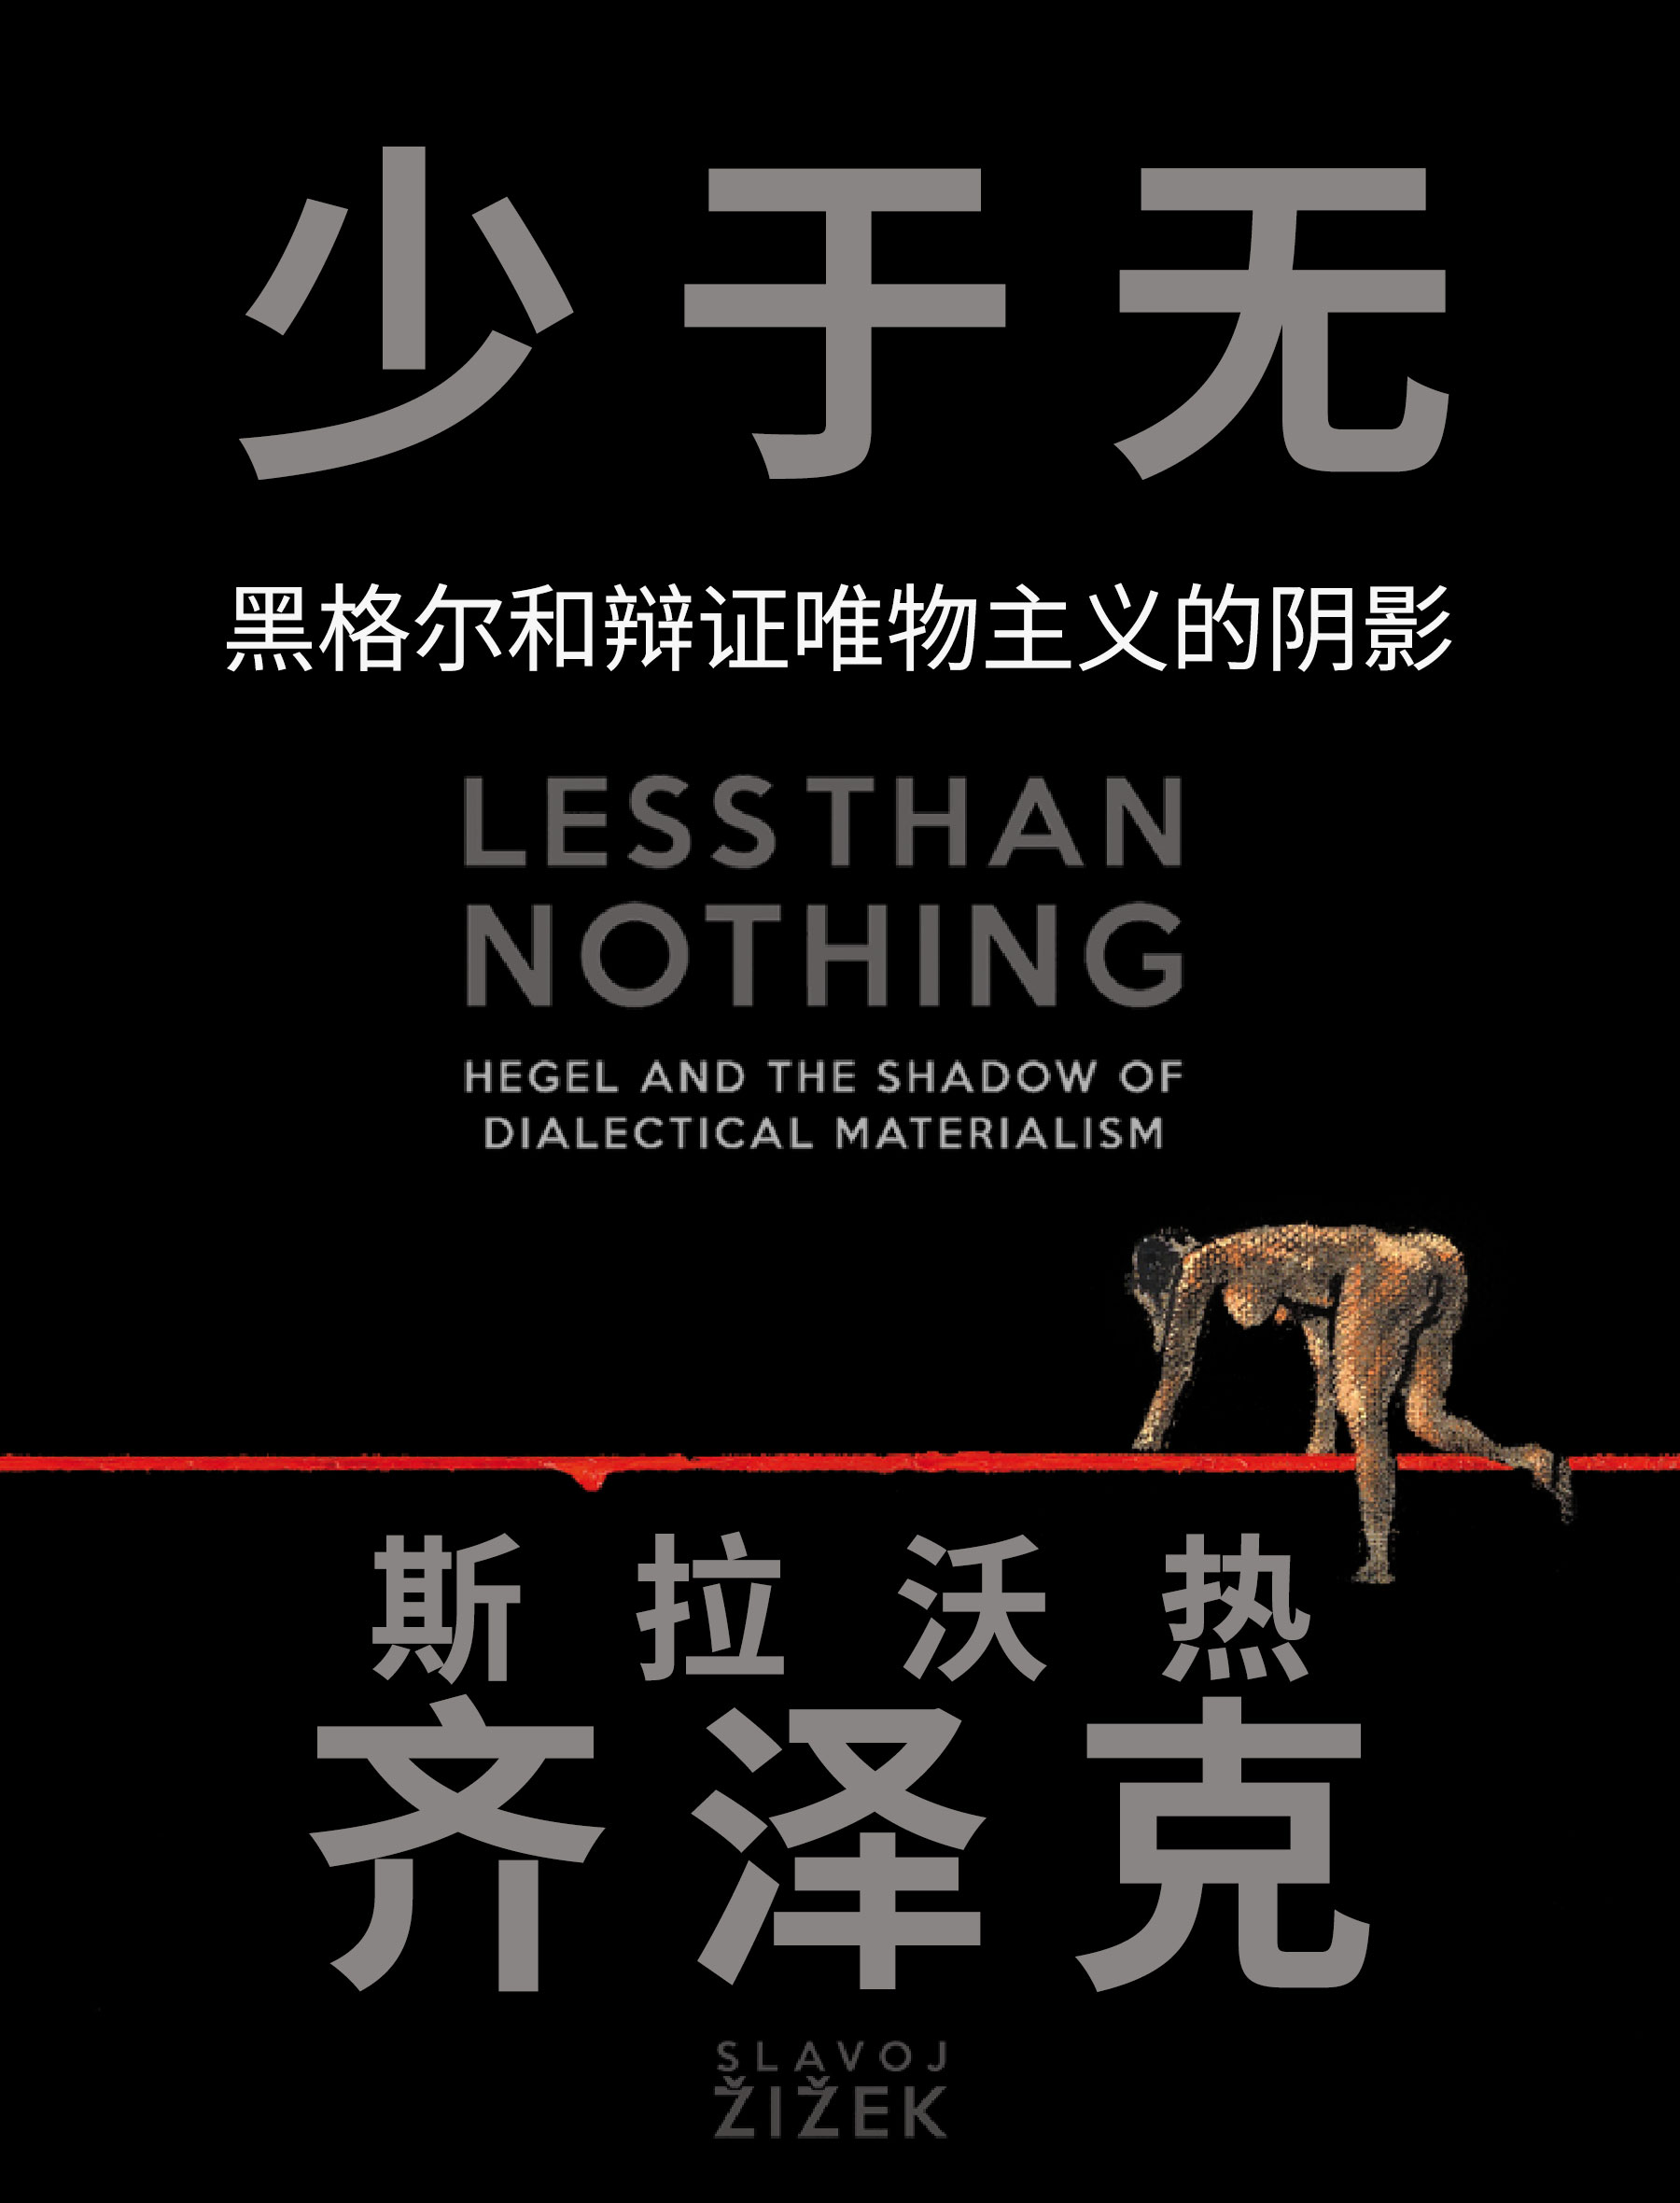 少于无
黑格尔和辩证唯物主义的阴影
LESS THAN
NOTHING
HEGEL AND THE SHADOW OF
DIALECTICAL MATERIALISM
斯拉沃热
齐泽克
SLAVOJ
ŽIŽEK